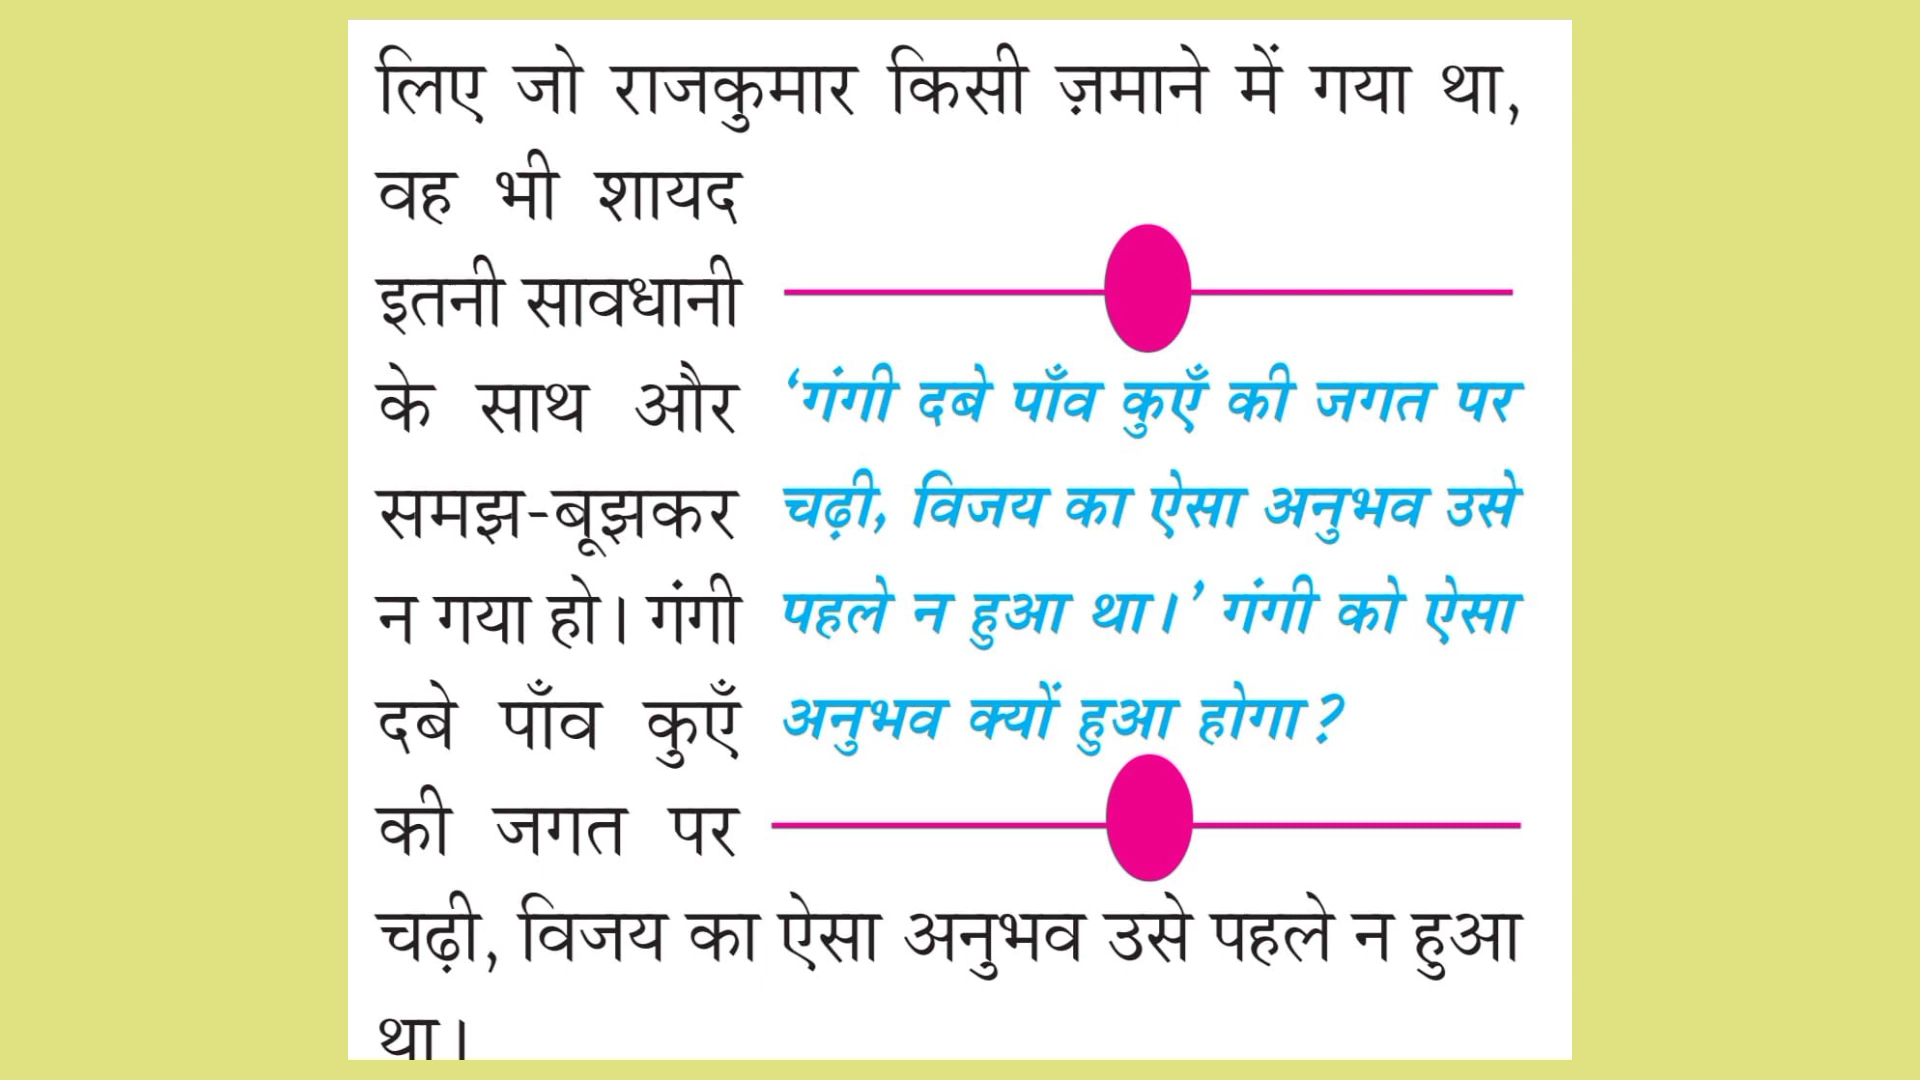 लिए जो राजकुमार किसी ज़माने में गया था,
वह भी शायद
इतनी सावधानी
के साथ और
समझ-बूझकर
न गया हो। गंगी
दबे पाँव कुएँ
की जगत पर
चढ़ी, विजय का ऐसा अनुभव उसे पहले न हुआ
था।
‘गंगी दबे पाँव कुएँ की जगत पर
चढ़ी, विजय का ऐसा अनुभव उसे
पहले न हुआ था।’ गंगी को ऐसा
अनुभव क्यों हुआ होगा?